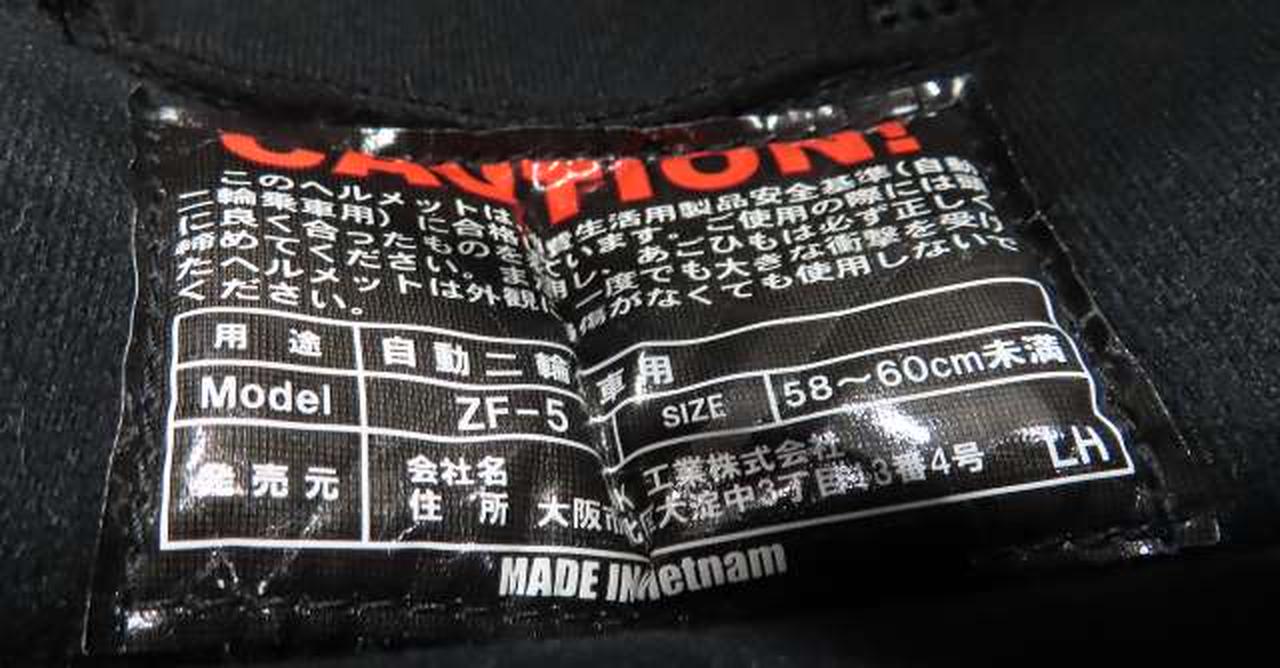 CAUTION!
このヘルメットは 費生活用製品安全基準(自動
二輪乗車用)に合格 ています。ご使用の際には頭
に良く合ったものを 用し、あごひもは必ず正しく
締めてください。ま 一度でも大きな衝撃を受け
たヘルメットは外観に 傷がなくても使用しないで
ください。
用途 自動二輪車用
Model ZF-5 SIZE 58～60cm未満
発売元 会社名 工業株式会社
住所 大阪市 大淀中3丁目 3番4号 LH
MADE IN Vietnam